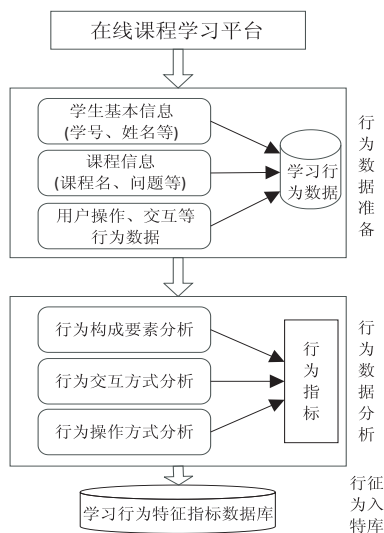 在线课程学习平台
学生基本信息
(学号、姓名等)
课程信息
(课程名、问题等)
用户操作、交互等
行为数据
学习行
为数据
行
为
数
据
准
备
行为构成要素分析
行为交互方式分析
行为操作方式分析
行
为
指
标
行
为
数
据
分
析
学习行为特征指标数据库
行征
为入
特库